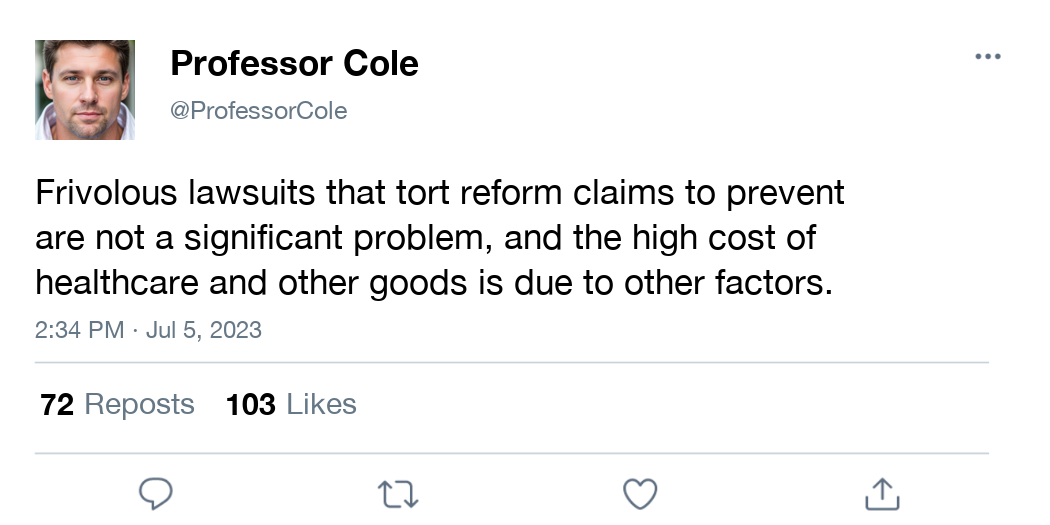 Professor Cole
@ProfessorCole
Frivolous lawsuits that tort reform claims to prevent
are not a significant problem, and the high cost of
healthcare and other goods is due to other factors.
2:34 PM · Jul 5, 2023
72 Reposts 103 Likes